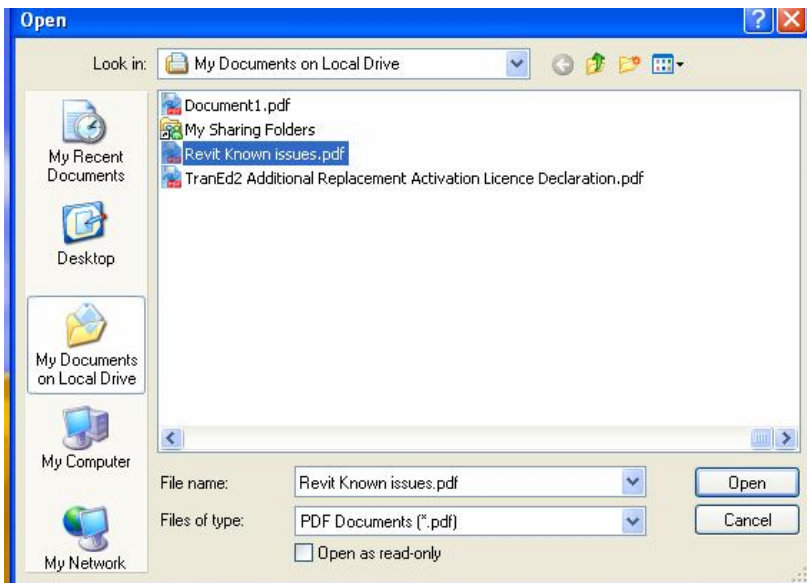 Open
Look in:
My Documents on Local Drive
My Recent
Documents
Desktop
My Documents
on Local Drive
My Computer
My Network
Document1.pdf
My Sharing Folders
Revit Known issues.pdf
TranEd2 Additional Replacement Activation Licence Declaration.pdf
File name:
Revit Known issues.pdf
Open
Files of type:
PDF Documents (*.pdf)
Cancel
Open as read-only